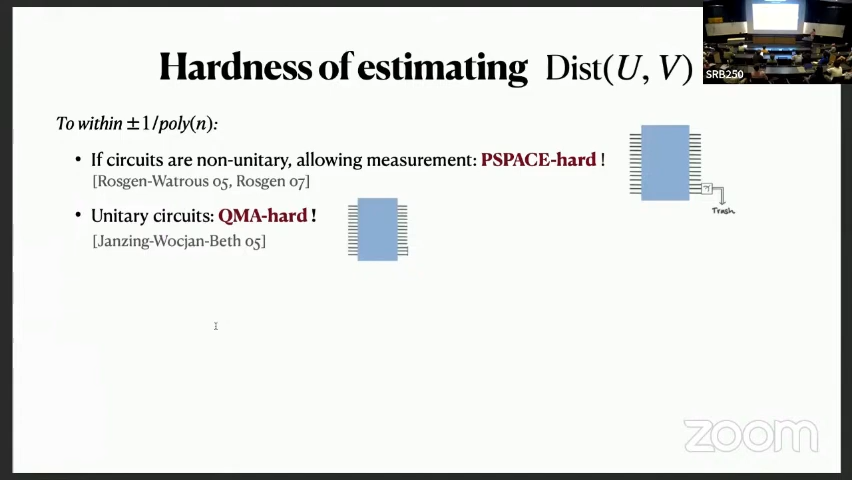 Hardness of estimating Dist(U, V)
SRB250
To within ±1/poly(n):
• If circuits are non-unitary, allowing measurement: PSPACE-hard !
[Rosgen-Watrous 05, Rosgen 07]
Trash
• Unitary circuits: QMA-hard !
[Janzing-Wocjan-Beth 05]
zoom